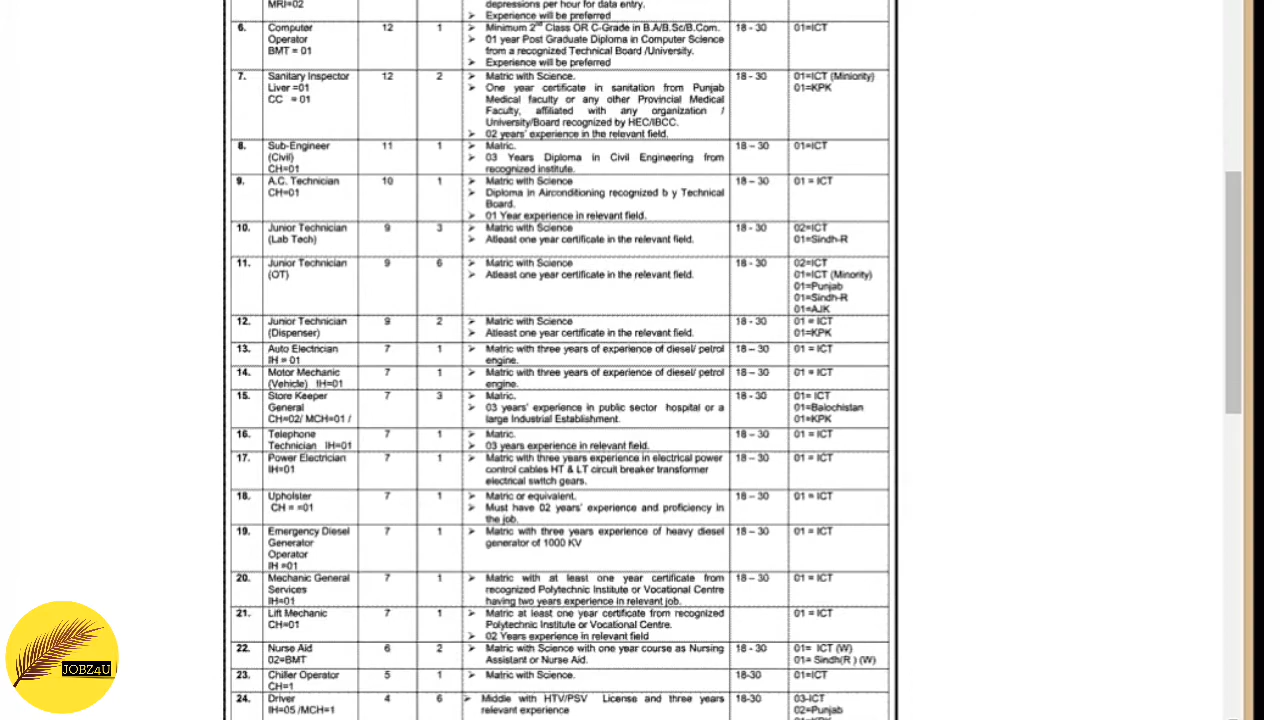 MRI=02 depressions per hour for data entry.
➢ Experience will be preferred
6. Computer 12 1 ➢ Minimum 2nd Class OR C-Grade in B.A/B.Sc/B.Com. 18 - 30 01=ICT
Operator ➢ 01 year Post Graduate Diploma in Computer Science
BMT = 01 from a recognized Technical Board /University.
➢ Experience will be preferred
7. Sanitary Inspector 12 2 ➢ Matric with Science. 18 - 30 01=ICT (Miniority)
Liver =01 ➢ One year certificate in sanitation from Punjab 01=KPK
CC = 01 Medical faculty or any other Provincial Medical
Faculty, affiliated with any organization /
University/Board recognized by HEC/IBCC.
➢ 02 years' experience in the relevant field.
8. Sub-Engineer 11 1 ➢ Matric. 18 – 30 01=ICT
(Civil) ➢ 03 Years Diploma in Civil Engineering from
CH=01 recognized institute.
9. A.C. Technician 10 1 ➢ Matric with Science 18 – 30 01 = ICT
CH=01 ➢ Diploma in Airconditioning recognized b y Technical
Board.
➢ 01 Year experience in relevant field.
10. Junior Technician 9 3 ➢ Matric with Science 18 - 30 02=ICT
(Lab Tech) ➢ Atleast one year certificate in the relevant field. 01=Sindh-R
11. Junior Technician 9 6 ➢ Matric with Science 18 - 30 02=ICT
(OT) ➢ Atleast one year certificate in the relevant field. 01=ICT (Minority)
01=Punjab
01=Sindh-R
01=AJK
12. Junior Technician 9 2 ➢ Matric with Science 18 - 30 01 = ICT
(Dispenser) ➢ Atleast one year certificate in the relevant field. 01=KPK
13. Auto Electrician 7 1 ➢ Matric with three years of experience of diesel/ petrol 18 – 30 01 = ICT
IH = 01 engine.
14. Motor Mechanic 7 1 ➢ Matric with three years of experience of diesel/ petrol 18 – 30 01 = ICT
(Vehicle) IH=01 engine.
15. Store Keeper 7 3 ➢ Matric. 18 - 30 01= ICT
General ➢ 03 years' experience in public sector hospital or a 01=Balochistan
CH=02/ MCH=01 / large Industrial Establishment. 01=KPK
16. Telephone 7 1 ➢ Matric. 18 – 30 01 = ICT
Technician IH=01 ➢ 03 years experience in relevant field.
17. Power Electrician 7 1 ➢ Matric with three years experience in electrical power 18 – 30 01 = ICT
IH=01 control cables HT & LT circuit breaker transformer
electrical switch gears.
18. Upholster 7 1 ➢ Matric or equivalent. 18 – 30 01 = ICT
CH = =01 ➢ Must have 02 years' experience and proficiency in
the job.
19. Emergency Diesel 7 1 ➢ Matric with three years experience of heavy diesel 18 – 30 01 = ICT
Generator generator of 1000 KV
Operator
IH =01
20. Mechanic General 7 1 ➢ Matric with at least one year certificate from 18 – 30 01 = ICT
Services recognized Polytechnic Institute or Vocational Centre
IH=01 having two years experience in relevant job.
21. Lift Mechanic 7 1 ➢ Matric at least one year certificate from recognized 01 = ICT
CH=01 Polytechnic Institute or Vocational Centre.
➢ 02 Years experience in relevant field
22. Nurse Aid 6 2 ➢ Matric with Science with one year course as Nursing 18 - 30 01= ICT (W)
02=BMT Assistant or Nurse Aid. 01= Sindh(R ) (W)
23. Chiller Operator 5 1 ➢ Matric with Science. 18-30 01=ICT
CH=1
24. Driver 4 6 ➢ Middle with HTV/PSV License and three years 18-30 03-ICT
IH=05 /MCH=1 relevant experience 02=Punjab
JOBZ4U